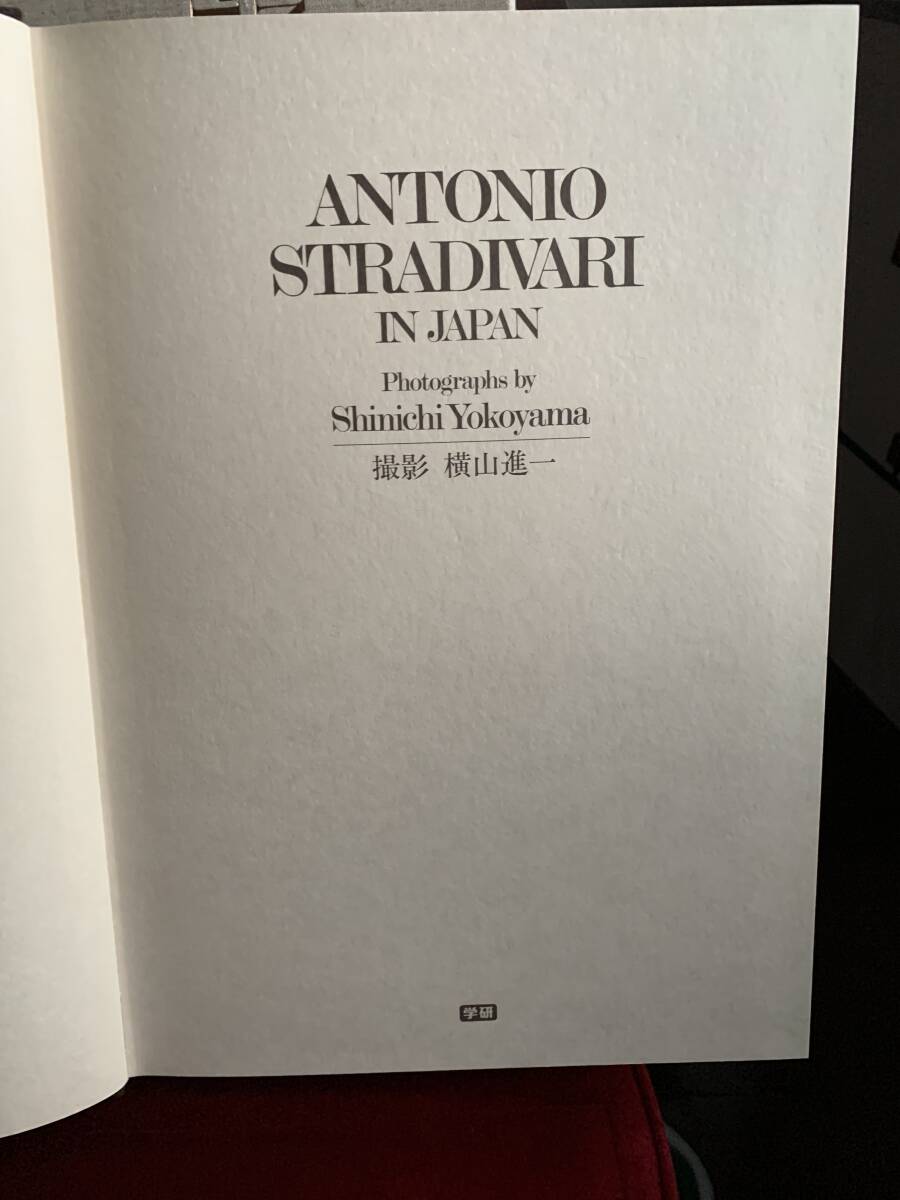 ANTONIO
STRADIVARI
IN JAPAN
Photographs by
Shinichi Yokoyama
撮影 横山進一
学研